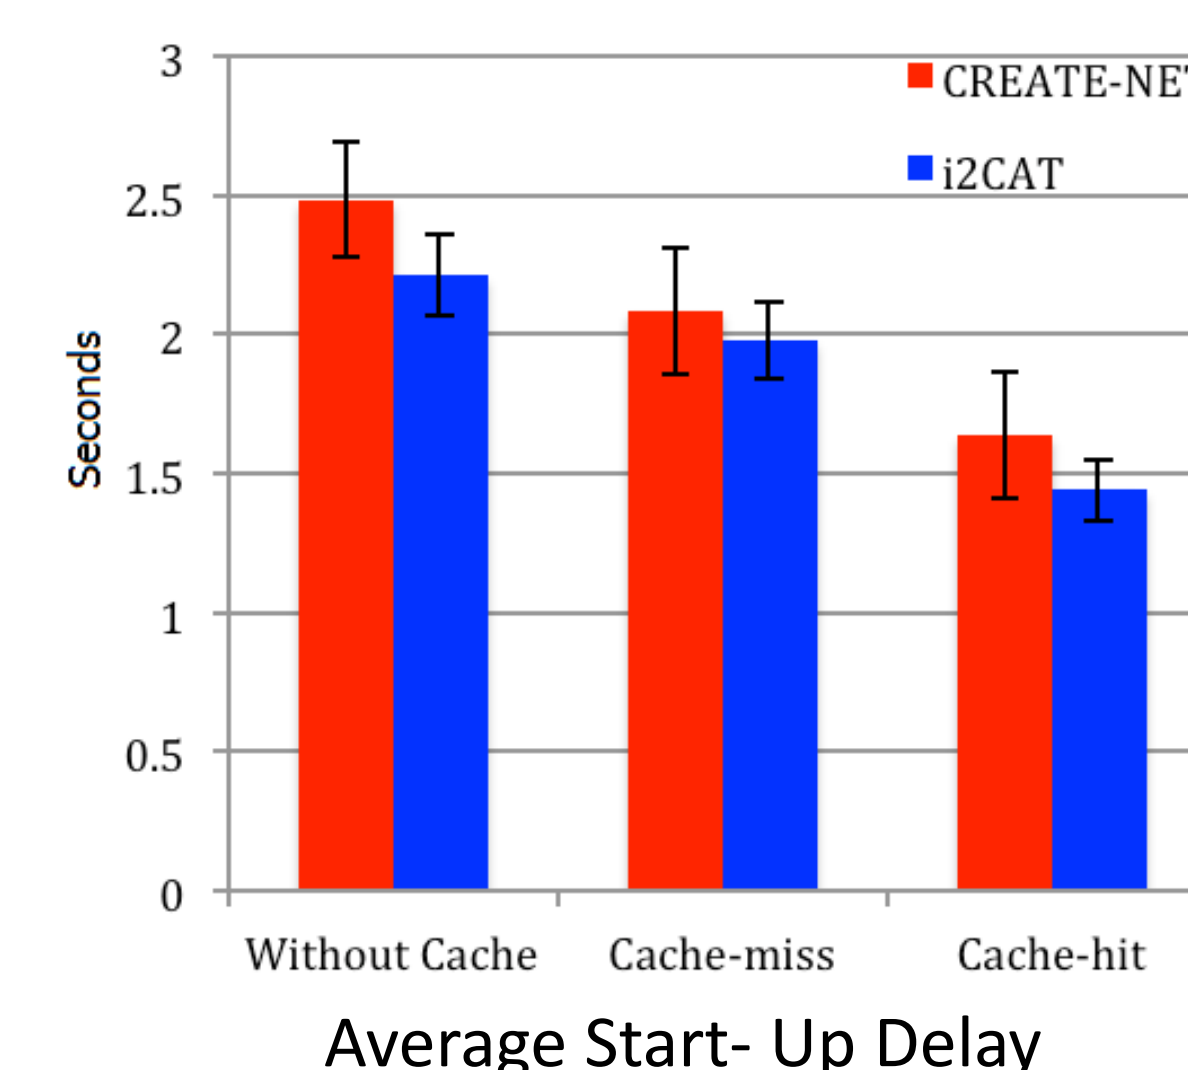 3
CREATE-NET
i2CAT
2.5
2
Seconds
1.5
1
0.5
0
Without Cache Cache-miss Cache-hit
Average Start- Up Delay